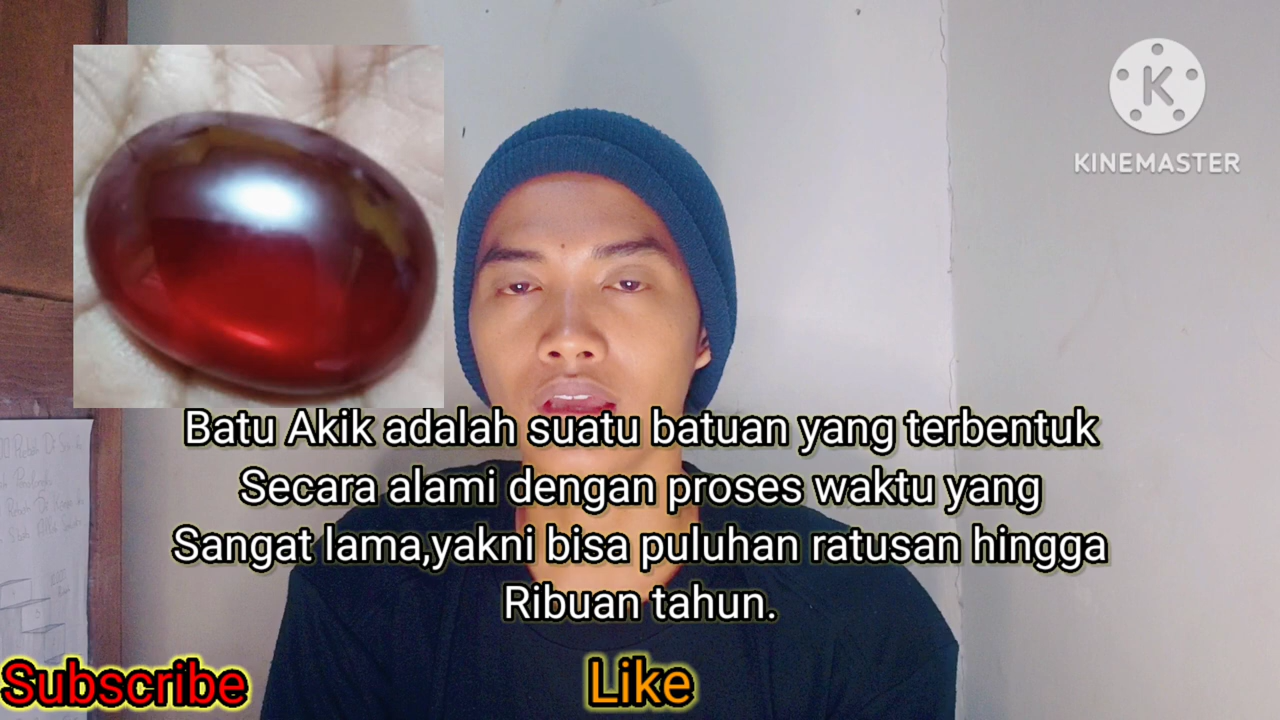 KINEMASTER
Batu Akik adalah suatu batuan yang terbentuk
Secara alami dengan proses waktu yang
Sangat lama,yakni bisa puluhan ratusan hingga
Ribuan tahun.
Subscribe
Like